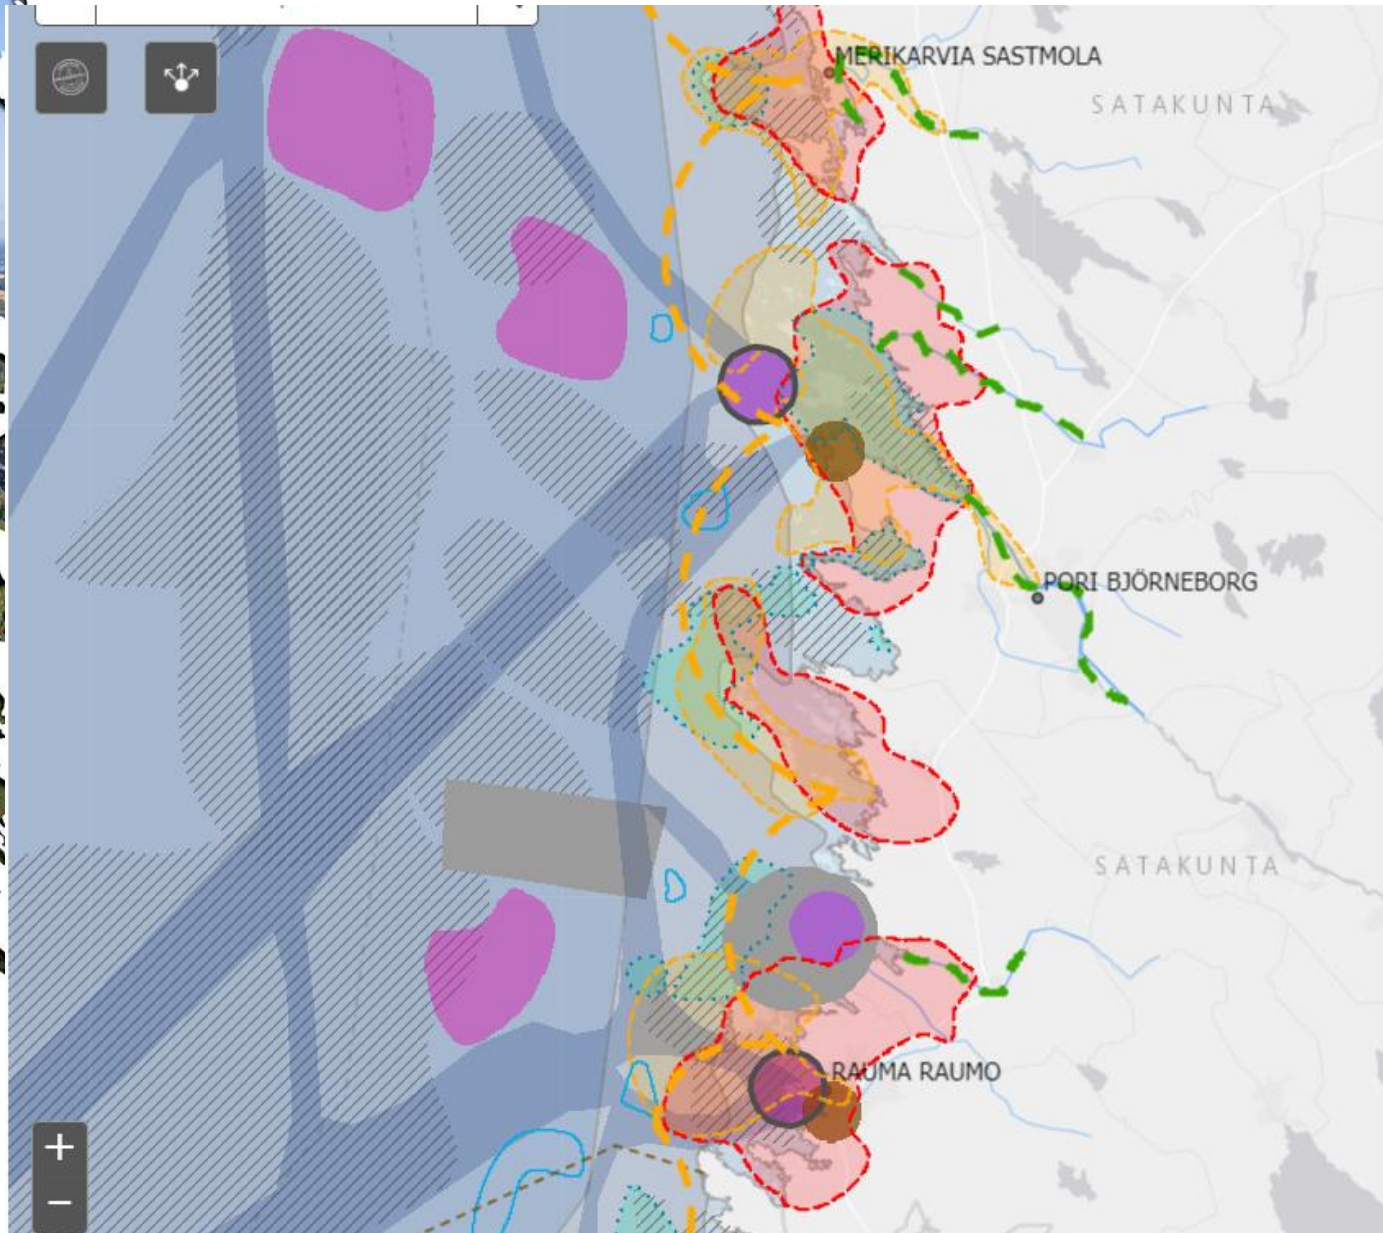 MERIKARVIA SASTMOLA
SATAKUNTA
PORI BJÖRNEBORG
SATAKUNTA
RAUMA RAUMO
+
−